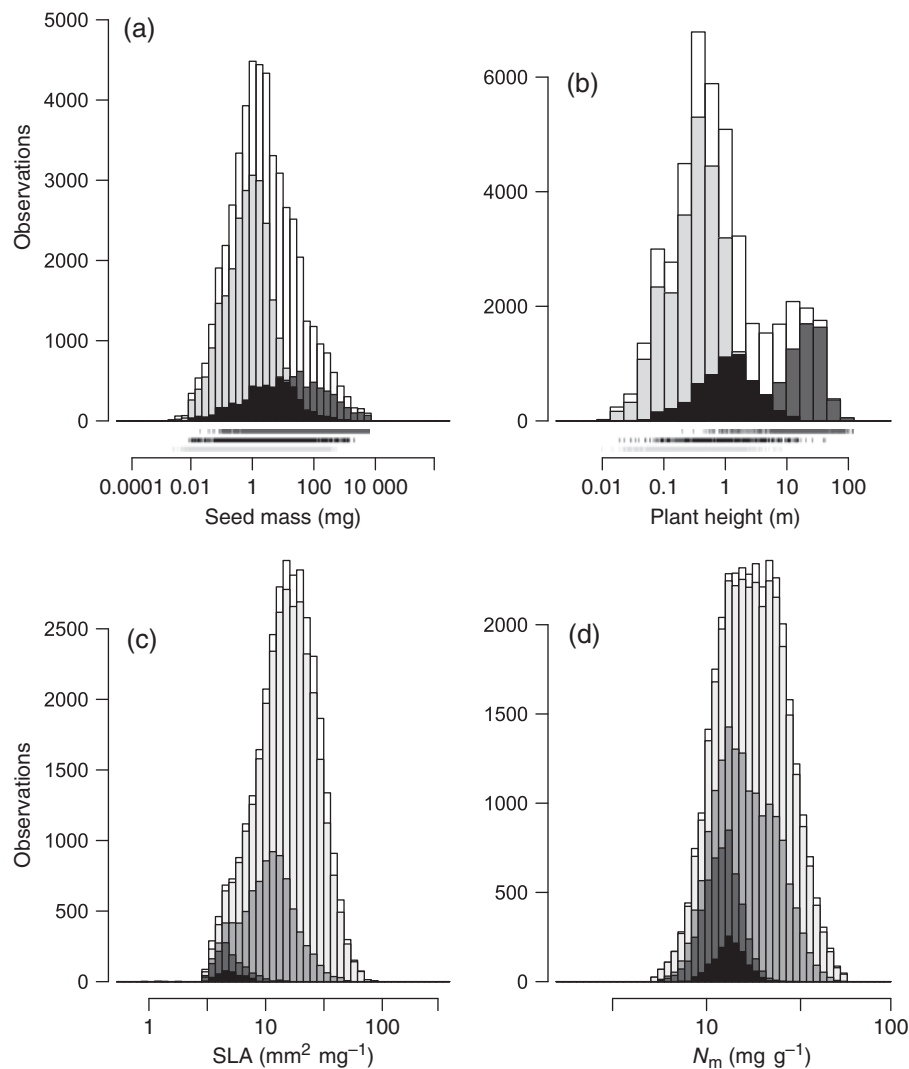 (a)
5000
4000
3000
2000
1000
0
Observations
0.0001 0.01 1 100 10 000
Seed mass (mg)
(b)
6000
4000
2000
0
0.01 0.1 1 10 100
Plant height (m)
(c)
2500
2000
1500
1000
500
0
Observations
1 10 100
SLA (mm² mg⁻¹)
(d)
2000
1500
1000
500
0
10 100
Nm (mg g⁻¹)